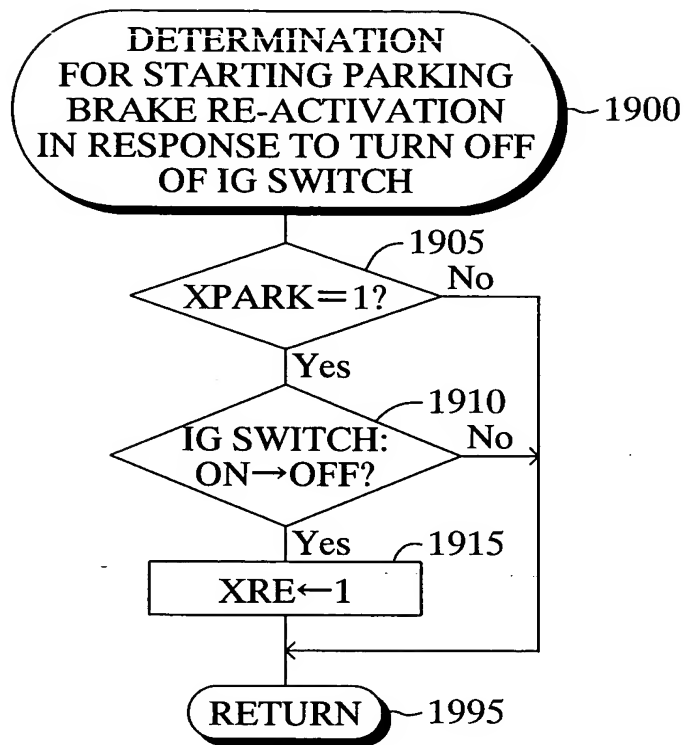 DETERMINATION
FOR STARTING PARKING
BRAKE RE-ACTIVATION
IN RESPONSE TO TURN OFF
OF IG SWITCH
1900
1905
XPARK=1?
No
Yes
1910
IG SWITCH:
ON→OFF?
No
Yes
1915
XRE←1
RETURN
1995